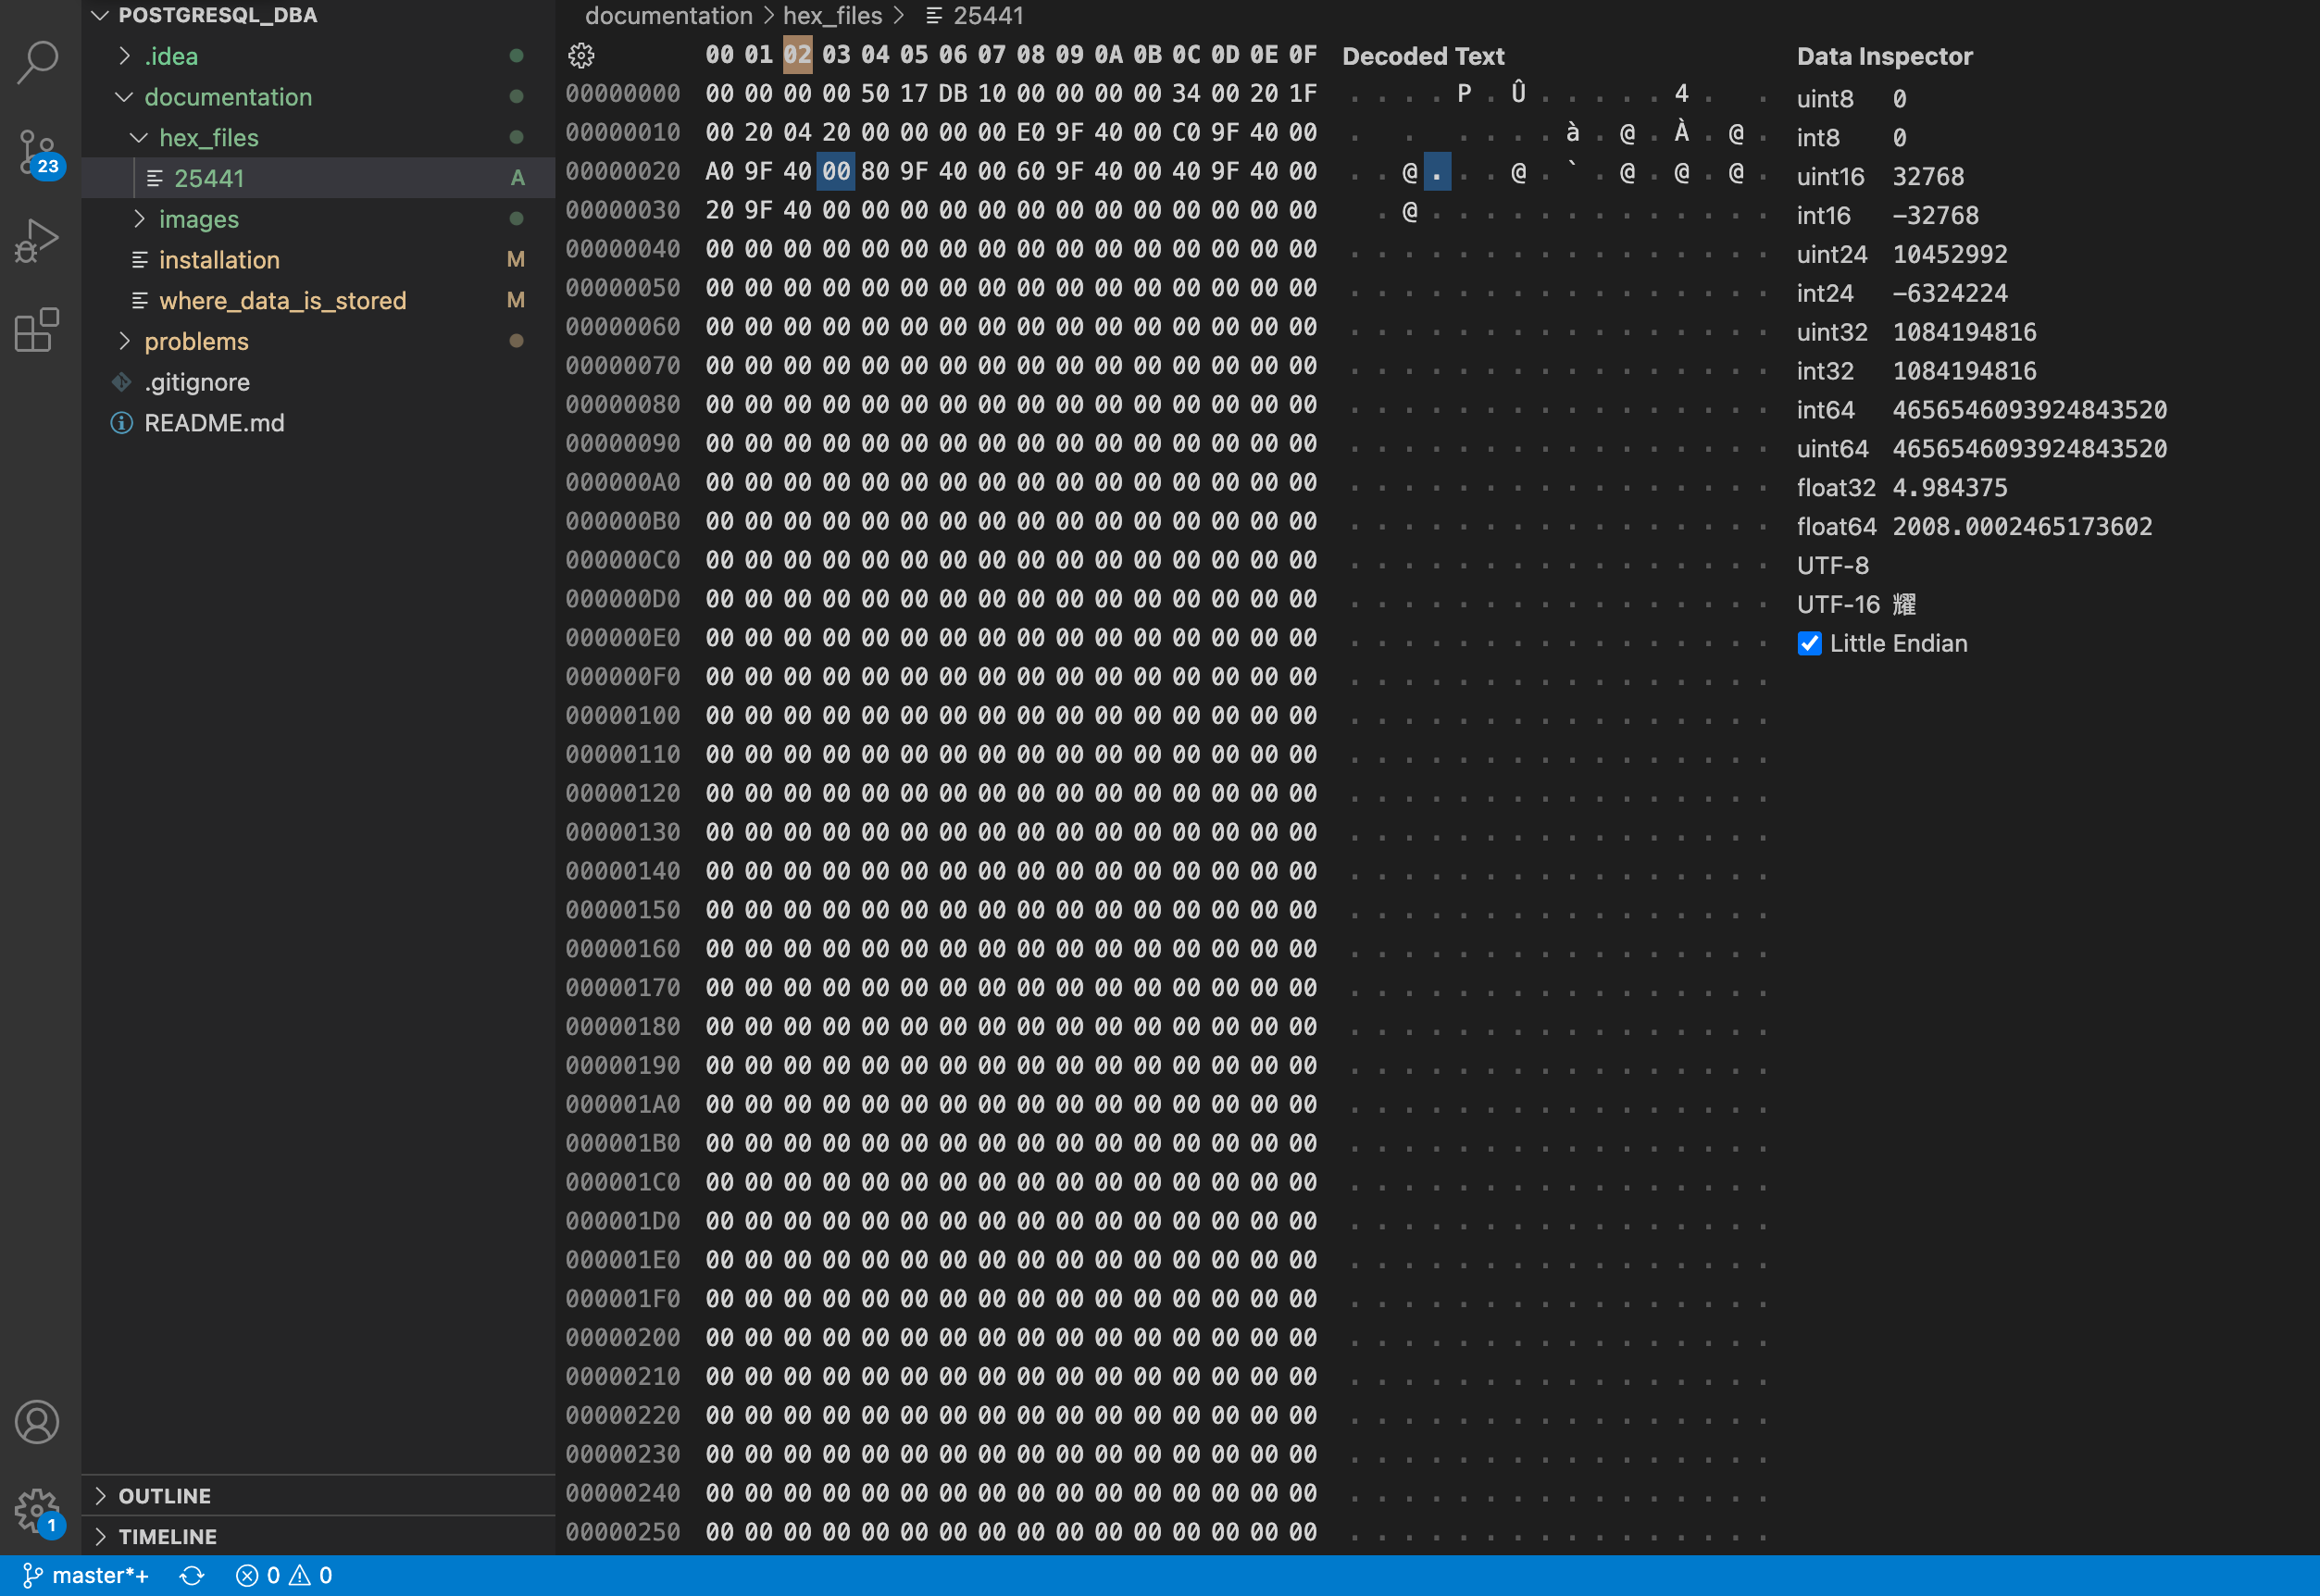 POSTGRESQL_DBA
.idea
documentation
hex_files
25441 A
images
installation M
where_data_is_stored M
problems
.gitignore
README.md
OUTLINE
TIMELINE
23
1
documentation > hex_files > 25441
00 01 02 03 04 05 06 07 08 09 0A 0B 0C 0D 0E 0F Decoded Text
00000000 00 00 00 00 50 17 DB 10 00 00 00 00 34 00 20 1F . . . . P . Û . . . . . 4 .   .
00000010 00 20 04 20 00 00 00 00 E0 9F 40 00 C0 9F 40 00 .   .   . . . . à . @ . À . @ .
00000020 A0 9F 40 00 80 9F 40 00 60 9F 40 00 40 9F 40 00 . . @ . . . @ . ` . @ . @ . @ .
00000030 20 9F 40 00 00 00 00 00 00 00 00 00 00 00 00 00   . @ . . . . . . . . . . . . .
00000040 00 00 00 00 00 00 00 00 00 00 00 00 00 00 00 00 . . . . . . . . . . . . . . . .
00000050 00 00 00 00 00 00 00 00 00 00 00 00 00 00 00 00 . . . . . . . . . . . . . . . .
00000060 00 00 00 00 00 00 00 00 00 00 00 00 00 00 00 00 . . . . . . . . . . . . . . . .
00000070 00 00 00 00 00 00 00 00 00 00 00 00 00 00 00 00 . . . . . . . . . . . . . . . .
00000080 00 00 00 00 00 00 00 00 00 00 00 00 00 00 00 00 . . . . . . . . . . . . . . . .
00000090 00 00 00 00 00 00 00 00 00 00 00 00 00 00 00 00 . . . . . . . . . . . . . . . .
000000A0 00 00 00 00 00 00 00 00 00 00 00 00 00 00 00 00 . . . . . . . . . . . . . . . .
000000B0 00 00 00 00 00 00 00 00 00 00 00 00 00 00 00 00 . . . . . . . . . . . . . . . .
000000C0 00 00 00 00 00 00 00 00 00 00 00 00 00 00 00 00 . . . . . . . . . . . . . . . .
000000D0 00 00 00 00 00 00 00 00 00 00 00 00 00 00 00 00 . . . . . . . . . . . . . . . .
000000E0 00 00 00 00 00 00 00 00 00 00 00 00 00 00 00 00 . . . . . . . . . . . . . . . .
000000F0 00 00 00 00 00 00 00 00 00 00 00 00 00 00 00 00 . . . . . . . . . . . . . . . .
00000100 00 00 00 00 00 00 00 00 00 00 00 00 00 00 00 00 . . . . . . . . . . . . . . . .
00000110 00 00 00 00 00 00 00 00 00 00 00 00 00 00 00 00 . . . . . . . . . . . . . . . .
00000120 00 00 00 00 00 00 00 00 00 00 00 00 00 00 00 00 . . . . . . . . . . . . . . . .
00000130 00 00 00 00 00 00 00 00 00 00 00 00 00 00 00 00 . . . . . . . . . . . . . . . .
00000140 00 00 00 00 00 00 00 00 00 00 00 00 00 00 00 00 . . . . . . . . . . . . . . . .
00000150 00 00 00 00 00 00 00 00 00 00 00 00 00 00 00 00 . . . . . . . . . . . . . . . .
00000160 00 00 00 00 00 00 00 00 00 00 00 00 00 00 00 00 . . . . . . . . . . . . . . . .
00000170 00 00 00 00 00 00 00 00 00 00 00 00 00 00 00 00 . . . . . . . . . . . . . . . .
00000180 00 00 00 00 00 00 00 00 00 00 00 00 00 00 00 00 . . . . . . . . . . . . . . . .
00000190 00 00 00 00 00 00 00 00 00 00 00 00 00 00 00 00 . . . . . . . . . . . . . . . .
000001A0 00 00 00 00 00 00 00 00 00 00 00 00 00 00 00 00 . . . . . . . . . . . . . . . .
000001B0 00 00 00 00 00 00 00 00 00 00 00 00 00 00 00 00 . . . . . . . . . . . . . . . .
000001C0 00 00 00 00 00 00 00 00 00 00 00 00 00 00 00 00 . . . . . . . . . . . . . . . .
000001D0 00 00 00 00 00 00 00 00 00 00 00 00 00 00 00 00 . . . . . . . . . . . . . . . .
000001E0 00 00 00 00 00 00 00 00 00 00 00 00 00 00 00 00 . . . . . . . . . . . . . . . .
000001F0 00 00 00 00 00 00 00 00 00 00 00 00 00 00 00 00 . . . . . . . . . . . . . . . .
00000200 00 00 00 00 00 00 00 00 00 00 00 00 00 00 00 00 . . . . . . . . . . . . . . . .
00000210 00 00 00 00 00 00 00 00 00 00 00 00 00 00 00 00 . . . . . . . . . . . . . . . .
00000220 00 00 00 00 00 00 00 00 00 00 00 00 00 00 00 00 . . . . . . . . . . . . . . . .
00000230 00 00 00 00 00 00 00 00 00 00 00 00 00 00 00 00 . . . . . . . . . . . . . . . .
00000240 00 00 00 00 00 00 00 00 00 00 00 00 00 00 00 00 . . . . . . . . . . . . . . . .
00000250 00 00 00 00 00 00 00 00 00 00 00 00 00 00 00 00 . . . . . . . . . . . . . . . .
Data Inspector
uint8 0
int8 0
uint16 32768
int16 −32768
uint24 10452992
int24 −6324224
uint32 1084194816
int32 1084194816
int64 4656546093924843520
uint64 4656546093924843520
float32 4.984375
float64 2008.0002465173602
UTF-8
UTF-16 耀
Little Endian
master*+ 0 0